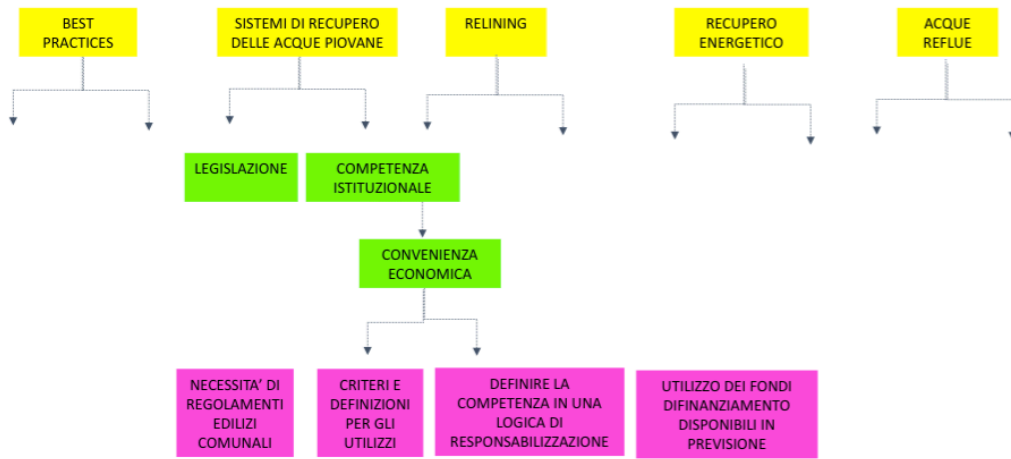 BEST
PRACTICES
SISTEMI DI RECUPERO
DELLE ACQUE PIOVANE
RELINING
RECUPERO
ENERGETICO
ACQUE
REFLUE
LEGISLAZIONE
COMPETENZA
ISTITUZIONALE
CONVENIENZA
ECONOMICA
NECESSITA’ DI
REGOLAMENTI
EDILIZI
COMUNALI
CRITERI E
DEFINIZIONI
PER GLI
UTILIZZI
DEFINIRE LA
COMPETENZA IN UNA
LOGICA DI
RESPONSABILIZZAZIONE
UTILIZZO DEI FONDI
DIFINANZIAMENTO
DISPONIBILI IN
PREVISIONE